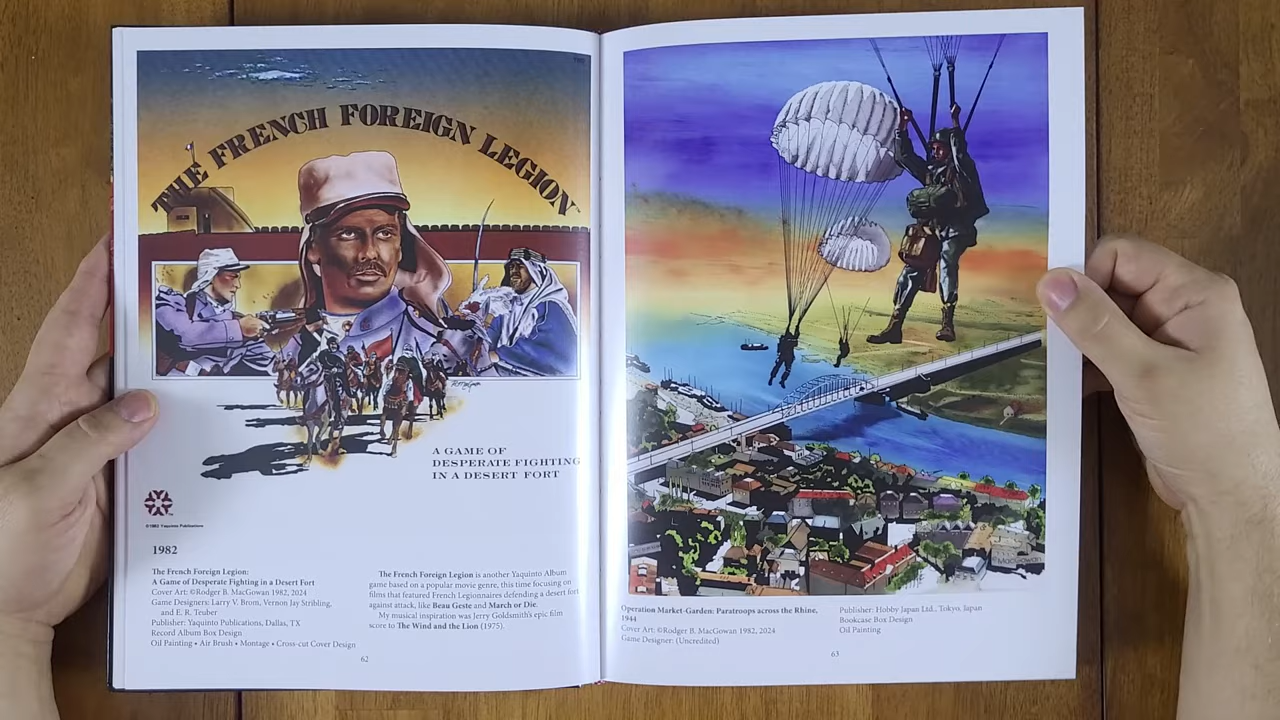 THE FRENCH FOREIGN LEGION
A GAME OF
DESPERATE FIGHTING
IN A DESERT FORT
©1982 Yaquinto Publications
1982
The French Foreign Legion:
A Game of Desperate Fighting in a Desert Fort
Cover Art: ©Rodger B. MacGowan 1982, 2024
Game Designers: Larry V. Brom, Vernon Jay Stribling,
and E. R. Teuber
Publisher: Yaquinto Publications, Dallas, TX
Record Album Box Design
Oil Painting • Air Brush • Montage • Cross-cut Cover Design
The French Foreign Legion is another Yaquinto Album
game based on a popular movie genre, this time focusing on
films that featured French Legionnaires defending a desert fort
against attack, like Beau Geste and March or Die.
My musical inspiration was Jerry Goldsmith's epic film
score to The Wind and the Lion (1975).
62
©MacGowan
Operation Market-Garden: Paratroops across the Rhine,
1944
Cover Art: ©Rodger B. MacGowan 1982, 2024
Game Designer: (Uncredited)
Publisher: Hobby Japan Ltd., Tokyo, Japan
Bookcase Box Design
Oil Painting
63